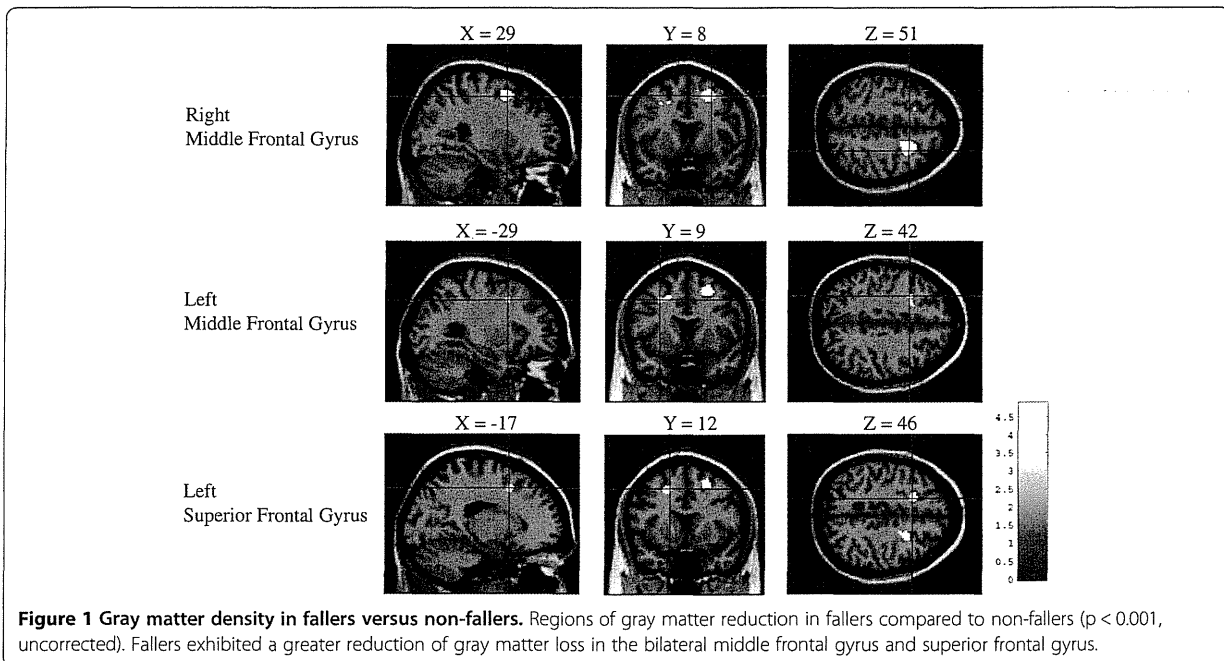 X = 29 Y = 8 Z = 51
Right
Middle Frontal Gyrus
X = -29 Y = 9 Z = 42
Left
Middle Frontal Gyrus
X = -17 Y = 12 Z = 46
Left
Superior Frontal Gyrus
4.5
4
3.5
3
2.5
2
1.5
1
0.5
0
Figure 1 Gray matter density in fallers versus non-fallers. Regions of gray matter reduction in fallers compared to non-fallers (p < 0.001,
uncorrected). Fallers exhibited a greater reduction of gray matter loss in the bilateral middle frontal gyrus and superior frontal gyrus.